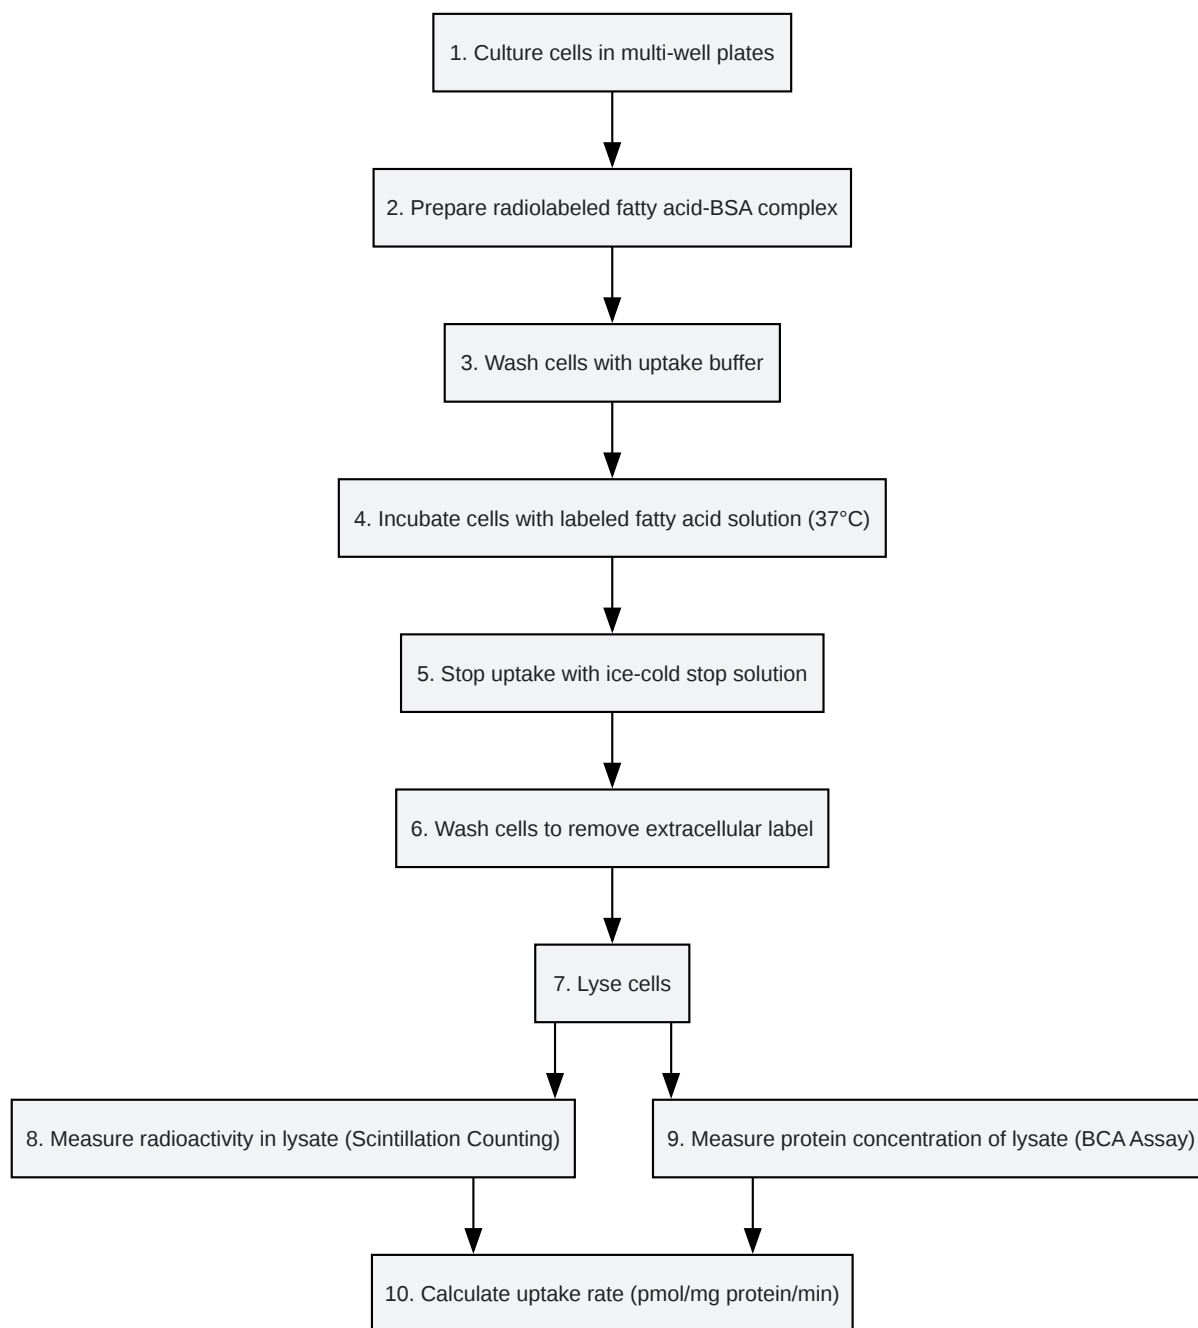 1. Culture cells in multi-well plates
2. Prepare radiolabeled fatty acid-BSA complex
3. Wash cells with uptake buffer
4. Incubate cells with labeled fatty acid solution (37°C)
5. Stop uptake with ice-cold stop solution
6. Wash cells to remove extracellular label
7. Lyse cells
8. Measure radioactivity in lysate (Scintillation Counting)
9. Measure protein concentration of lysate (BCA Assay)
10. Calculate uptake rate (pmol/mg protein/min)